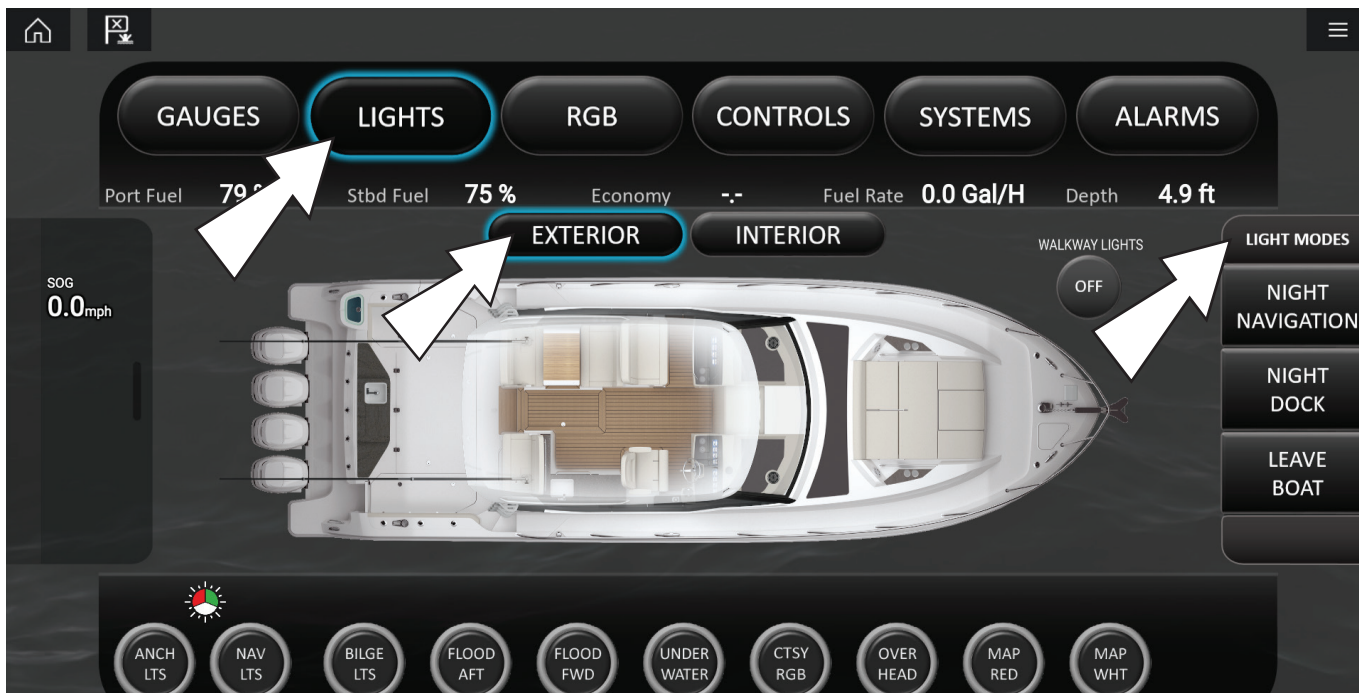 GAUGES LIGHTS RGB CONTROLS SYSTEMS ALARMS
Port Fuel 79 Stbd Fuel 75 % Economy -.- Fuel Rate 0.0 Gal/H Depth 4.9 ft
EXTERIOR INTERIOR
WALKWAY LIGHTS
OFF
LIGHT MODES
NIGHT
NAVIGATION
NIGHT
DOCK
LEAVE
BOAT
SOG
0.0mph
ANCH
LTS
NAV
LTS
BILGE
LTS
FLOOD
AFT
FLOOD
FWD
UNDER
WATER
CTSY
RGB
OVER
HEAD
MAP
RED
MAP
WHT